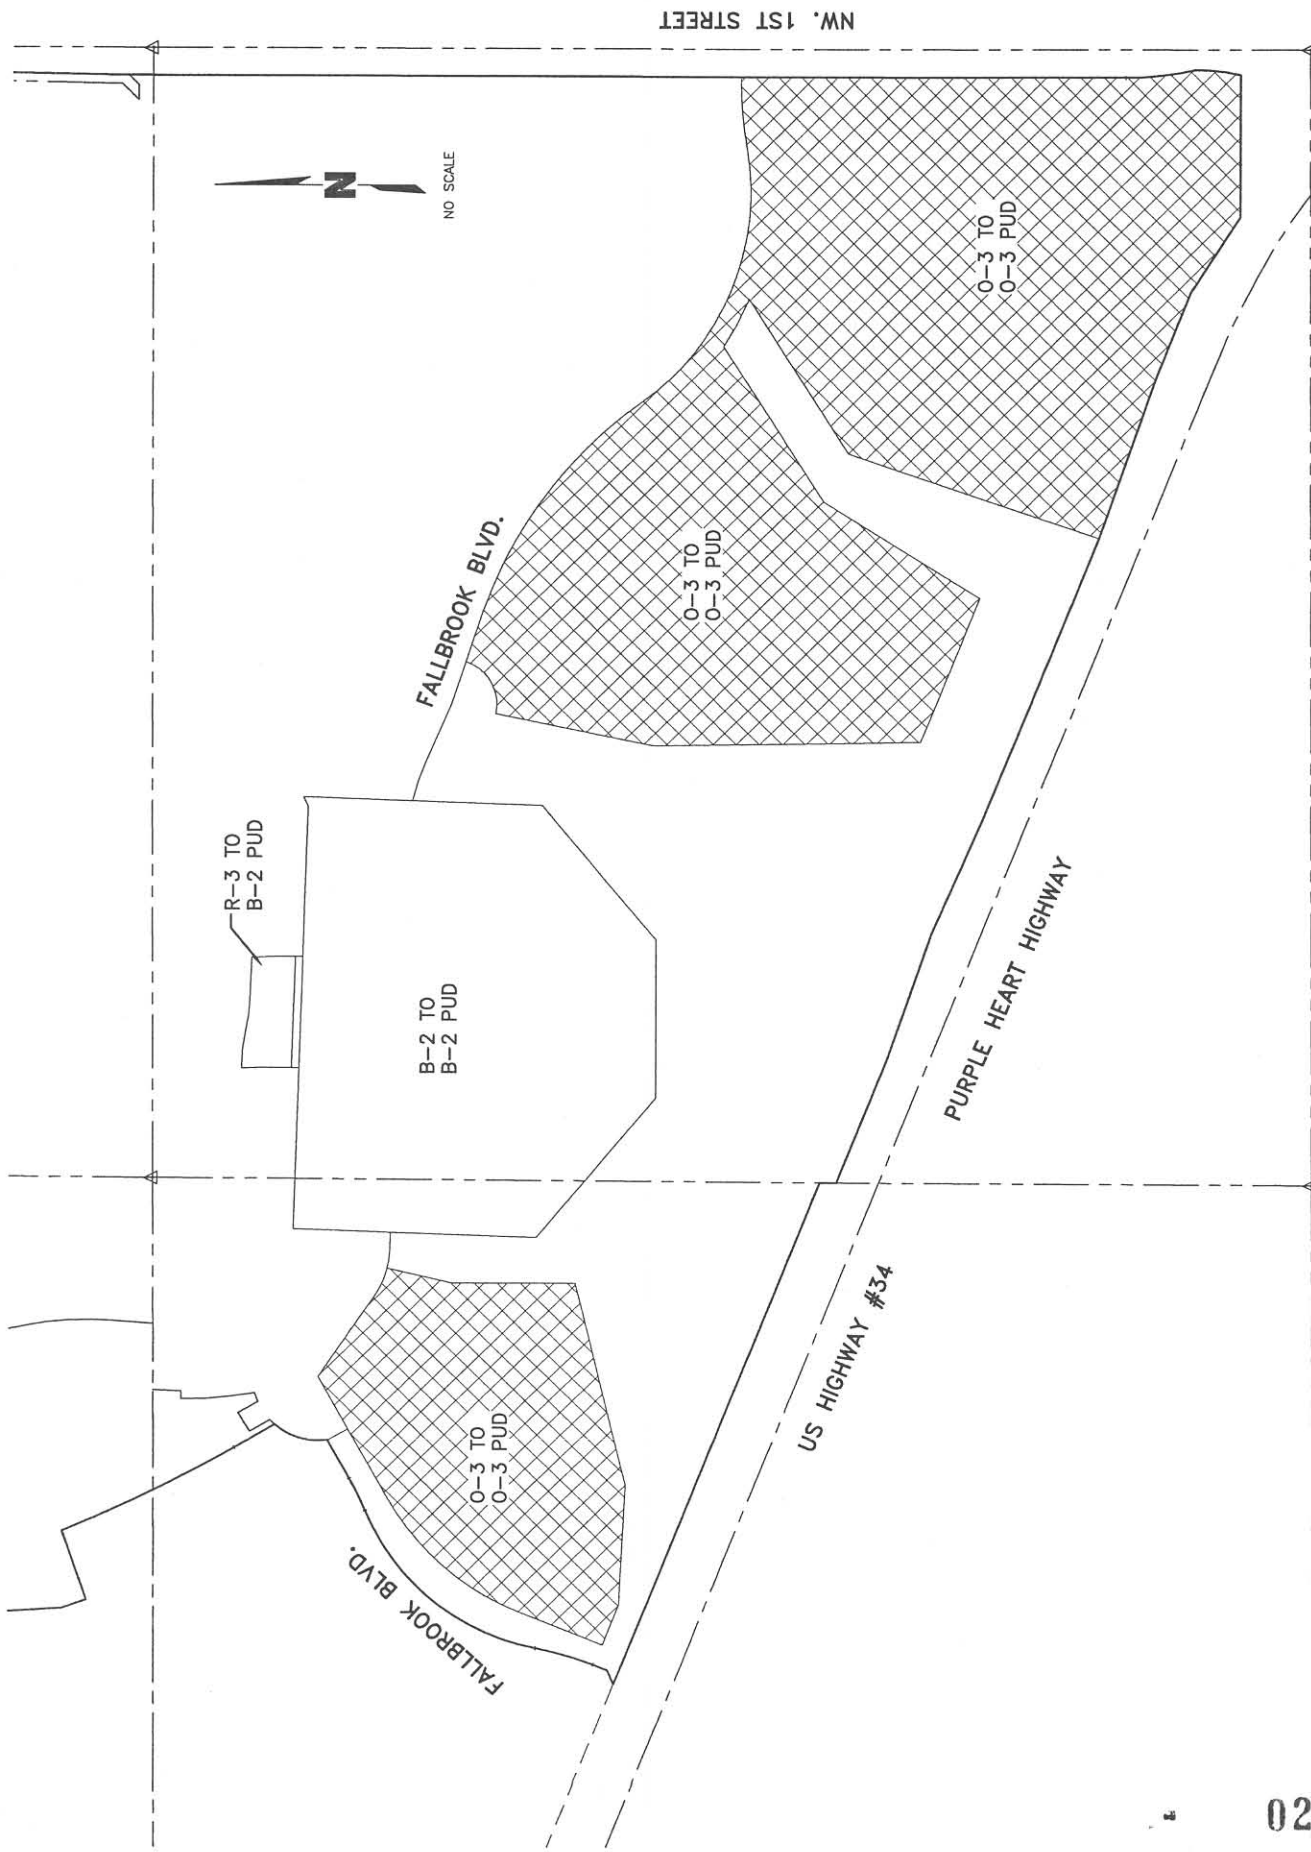 NW. 1ST STREET
N
NO SCALE
O-3 TO
O-3 PUD
FALLBROOK BLVD.
O-3 TO
O-3 PUD
R-3 TO
B-2 PUD
B-2 TO
B-2 PUD
PURPLE HEART HIGHWAY
US HIGHWAY #34
O-3 TO
O-3 PUD
FALLBROOK BLVD.
02